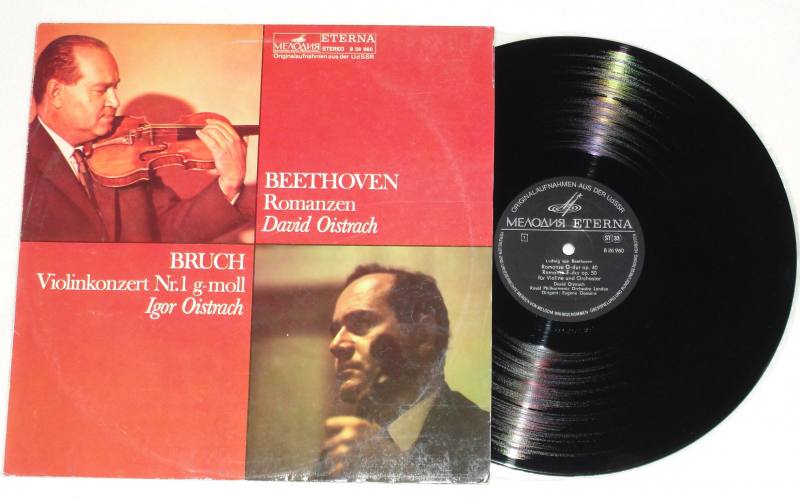 МЕЛОДИЯ ETERNA
STEREO 8 26 960
Originalaufnahmen aus der UdSSR
BEETHOVEN
Romanzen
David Oistrach
BRUCH
Violinkonzert Nr.1 g-moll
Igor Oistrach
ORIGINALAUFNAHMEN AUS DER UdSSR
МЕЛОДИЯ ETERNA
1
ST 33
8 26 960
Ludwig van Beethoven
Romanze G-dur op. 40
Romanze F-dur op. 50
für Violine und Orchester
David Oistrach
Royal Philharmonic Orchestra London
Dirigent: Eugene Goossens